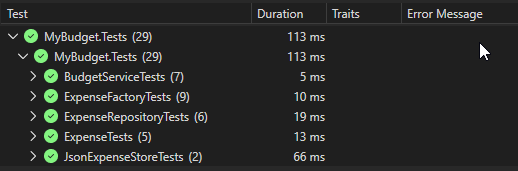 Test Duration Traits Error Message
MyBudget.Tests (29) 113 ms
MyBudget.Tests (29) 113 ms
BudgetServiceTests (7) 5 ms
ExpenseFactoryTests (9) 10 ms
ExpenseRepositoryTests (6) 19 ms
ExpenseTests (5) 13 ms
JsonExpenseStoreTests (2) 66 ms